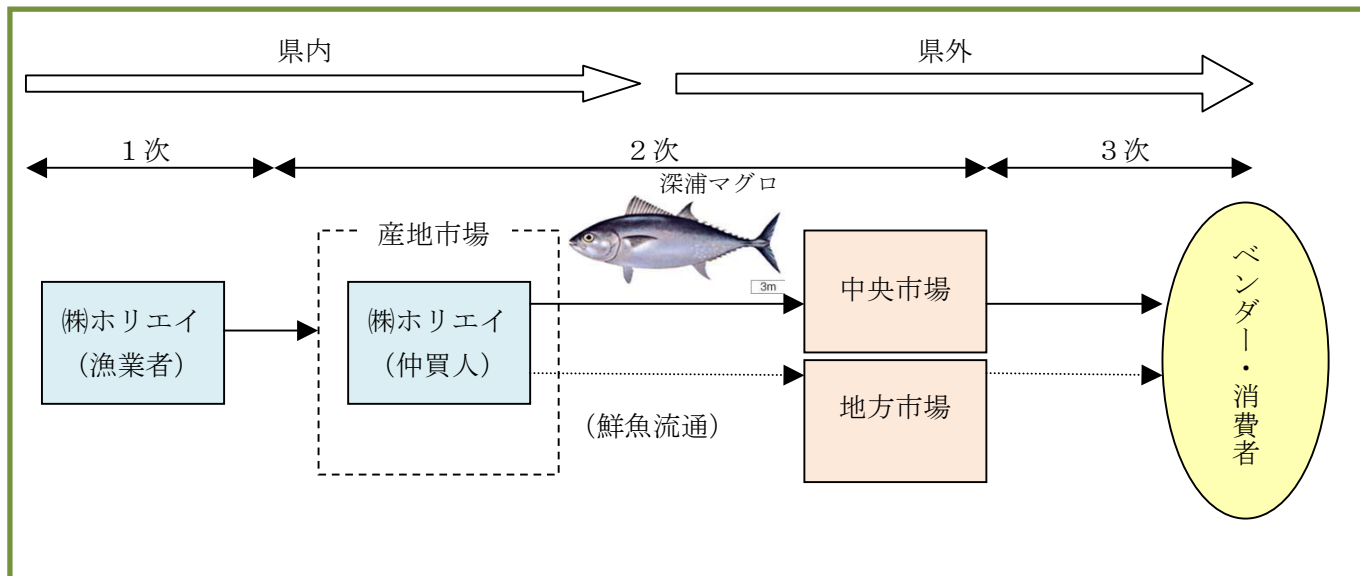 県内
県外
1次
2次
3次
深浦マグロ
産地市場
3m
㈱ホリエイ
（漁業者）
㈱ホリエイ
（仲買人）
中央市場
地方市場
（鮮魚流通）
ベンダー・消費者